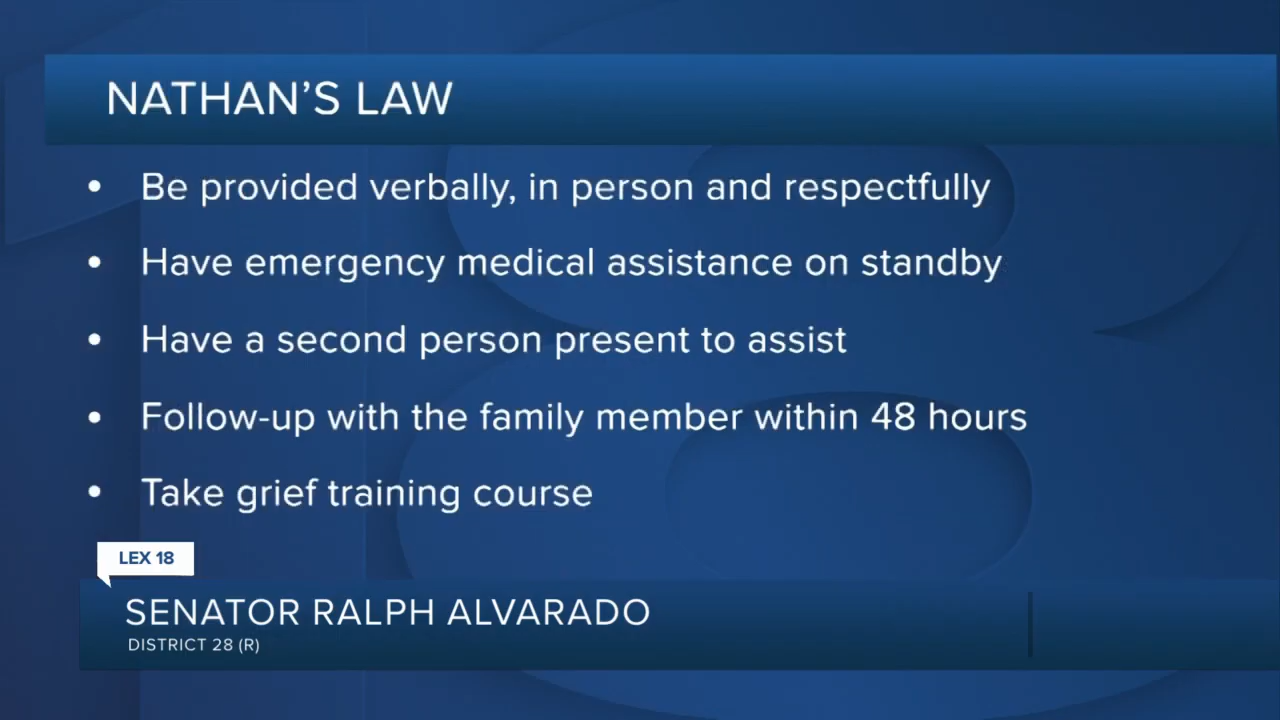 NATHAN'S LAW
• Be provided verbally, in person and respectfully
• Have emergency medical assistance on standby
• Have a second person present to assist
• Follow-up with the family member within 48 hours
• Take grief training course
LEX 18
SENATOR RALPH ALVARADO
DISTRICT 28 (R)